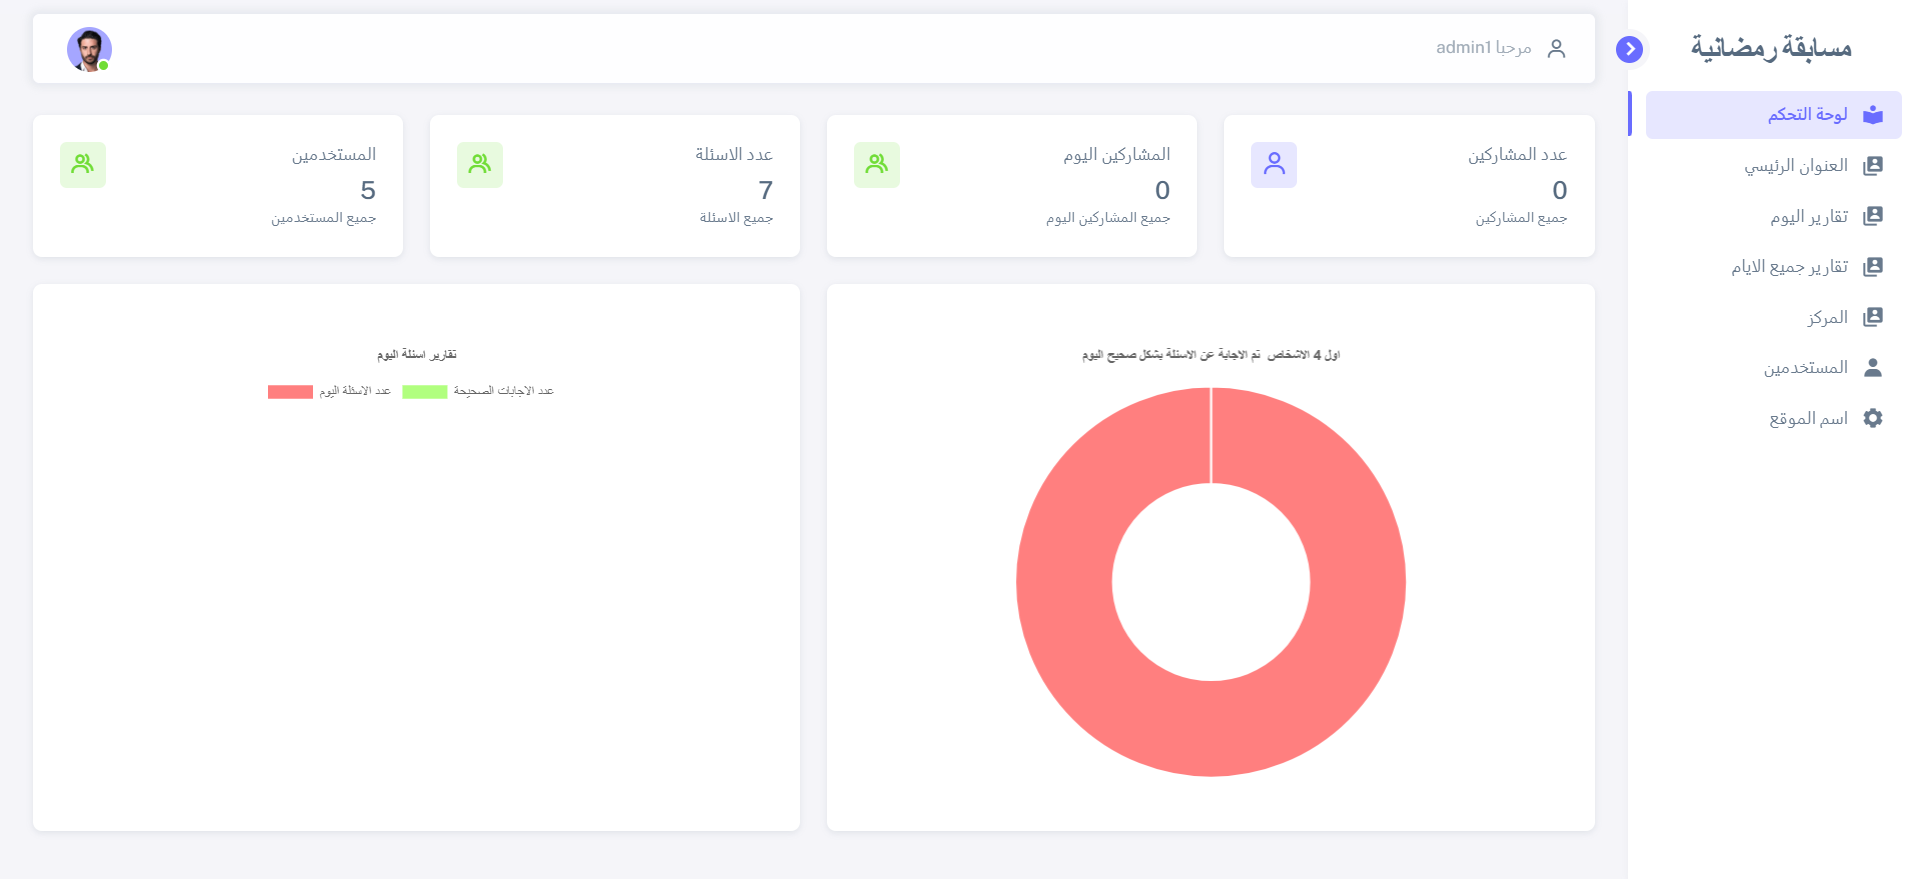 مسابقة رمضانية
لوحة التحكم
العنوان الرئيسي
تقارير اليوم
تقارير جميع الايام
المركز
المستخدمين
اسم الموقع
مرحبا admin1
عدد المشاركين
0
جميع المشاركين
المشاركين اليوم
0
جميع المشاركين اليوم
عدد الاسئلة
7
جميع الاسئلة
المستخدمين
5
جميع المستخدمين
اول 4 الاشخاص تم الاجابة عن الاسئلة بشكل صحيح اليوم
تقارير اسئلة اليوم
عدد الاجابات الصحيحة
عدد الاسئلة اليوم